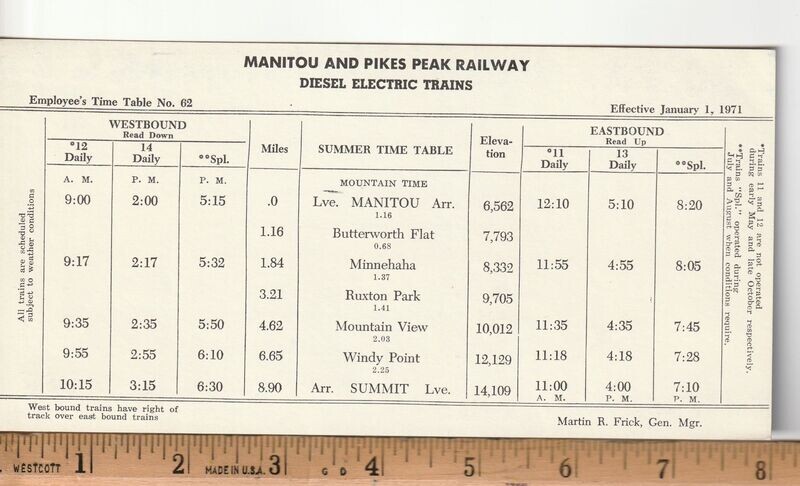 MANITOU AND PIKES PEAK RAILWAY
DIESEL ELECTRIC TRAINS
Employee's Time Table No. 62
Effective January 1, 1971
WESTBOUND
Read Down
Miles
SUMMER TIME TABLE
Eleva-
tion
EASTBOUND
Read Up
*12 Daily 14 Daily **Spl. *11 Daily 13 Daily **Spl.
A. M. P. M. P. M. MOUNTAIN TIME
9:00 2:00 5:15 .0 Lve. MANITOU Arr. 6,562 12:10 5:10 8:20
1.16
1.16 Butterworth Flat 7,793
0.68
9:17 2:17 5:32 1.84 Minnehaha 8,332 11:55 4:55 8:05
1.37
3.21 Ruxton Park 9,705
1.41
9:35 2:35 5:50 4.62 Mountain View 10,012 11:35 4:35 7:45
2.03
9:55 2:55 6:10 6.65 Windy Point 12,129 11:18 4:18 7:28
2.25
10:15 3:15 6:30 8.90 Arr. SUMMIT Lve. 14,109 11:00 4:00 7:10
A. M. P. M. P. M.
All trains are scheduled
subject to weather conditions
*Trains 11 and 12 are not operated
during early May and late October respectively.
**Trains "Spl." operated during
July and August when conditions require.
West bound trains have right of
track over east bound trains
Martin R. Frick, Gen. Mgr.
WESTCOTT 1 2 MADE IN U.S.A. 3 G D 4 5 6 7 8